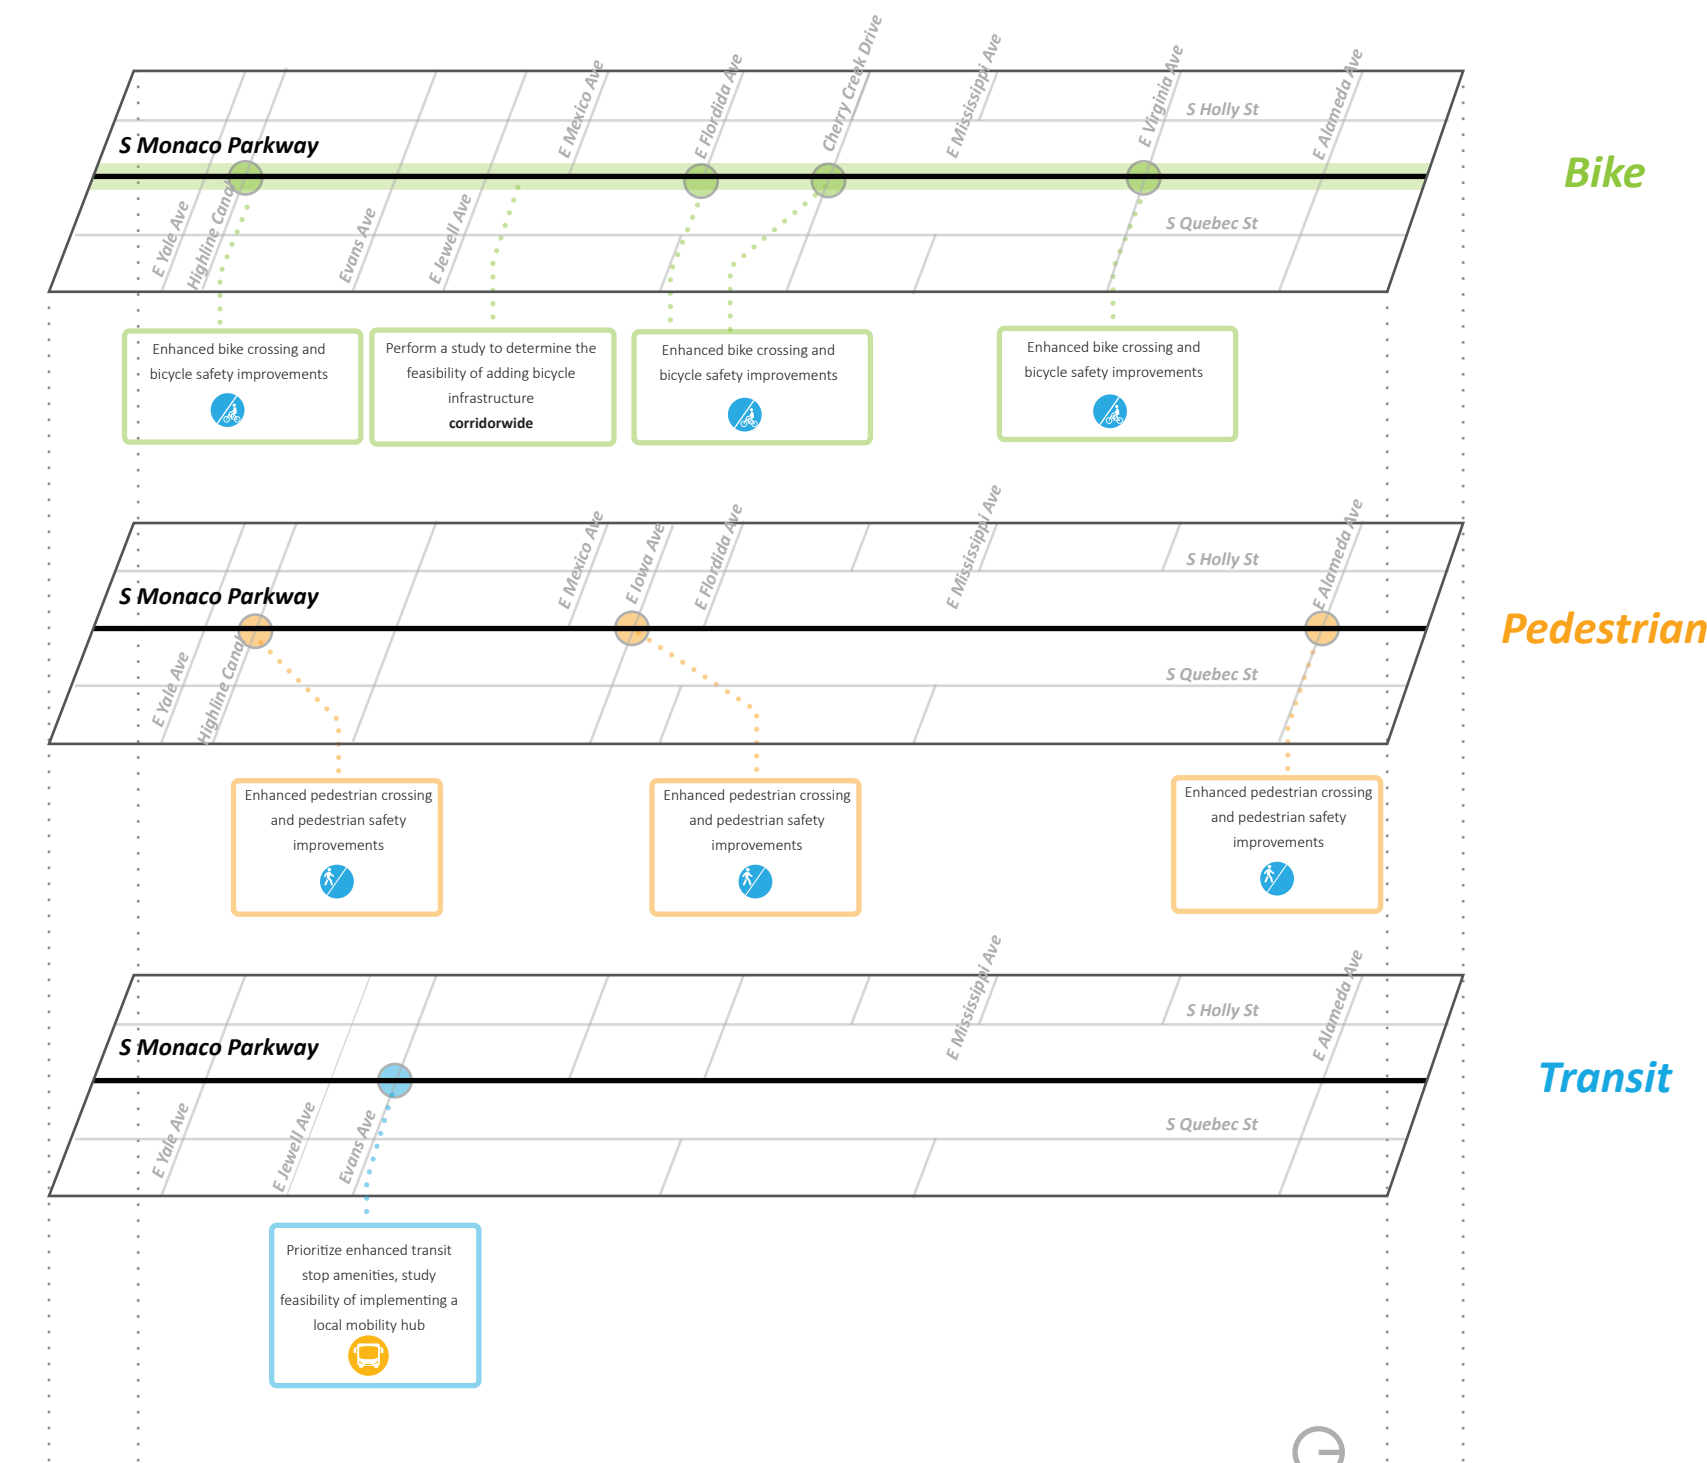 E Mexico Ave
E Flordida Ave
Cherry Creek Drive
E Mississippi Ave
E Virginia Ave
E Alameda Ave
S Holly St
S Monaco Parkway
Bike
E Yale Ave
Highline Canal
Evans Ave
E Jewell Ave
S Quebec St
Enhanced bike crossing and
bicycle safety improvements
Perform a study to determine the
feasibility of adding bicycle
infrastructure
corridorwide
Enhanced bike crossing and
bicycle safety improvements
Enhanced bike crossing and
bicycle safety improvements
E Mexico Ave
E Iowa Ave
E Flordida Ave
E Mississippi Ave
E Alameda Ave
S Holly St
S Monaco Parkway
Pedestrian
E Yale Ave
Highline Canal
S Quebec St
Enhanced pedestrian crossing
and pedestrian safety
improvements
Enhanced pedestrian crossing
and pedestrian safety
improvements
Enhanced pedestrian crossing
and pedestrian safety
improvements
E Mississippi Ave
E Alameda Ave
S Holly St
S Monaco Parkway
Transit
E Yale Ave
E Jewell Ave
Evans Ave
S Quebec St
Prioritize enhanced transit
stop amenities, study
feasibility of implementing a
local mobility hub